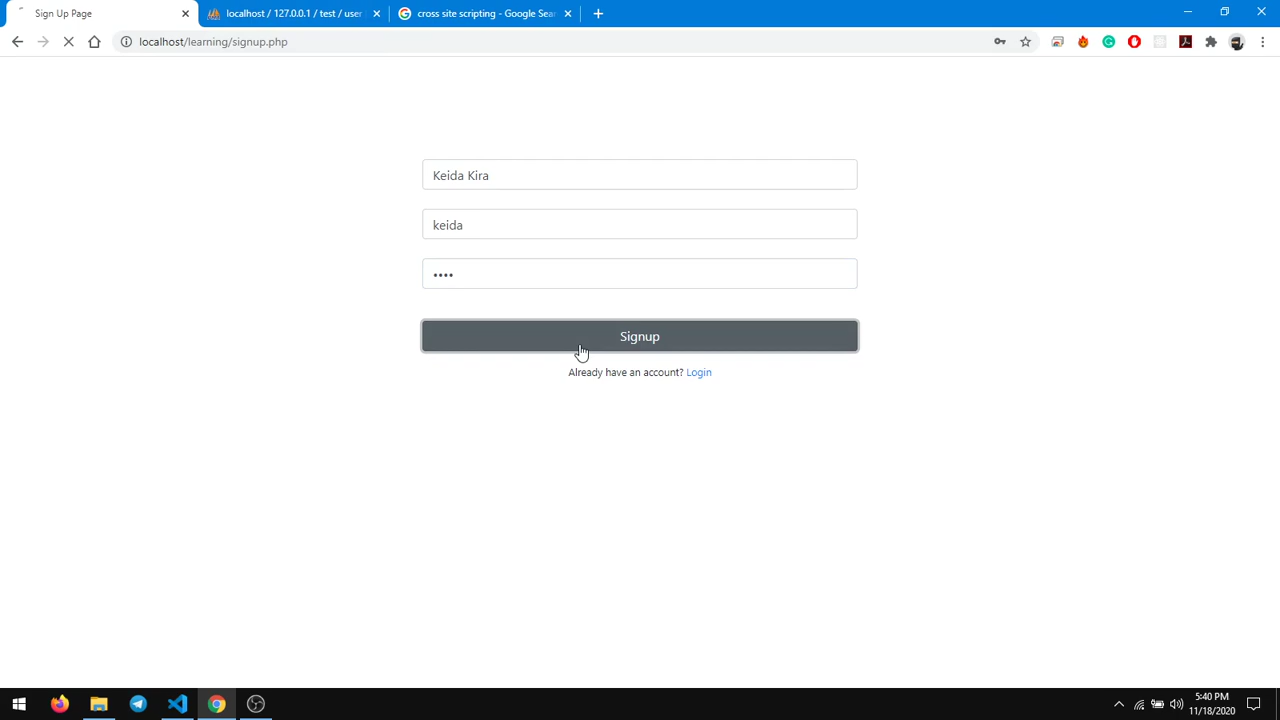 Sign Up Page
localhost / 127.0.0.1 / test / user
cross site scripting - Google Sear
localhost/learning/signup.php
Keida Kira
keida
••••
Signup
Already have an account? Login
5:40 PM
11/18/2020